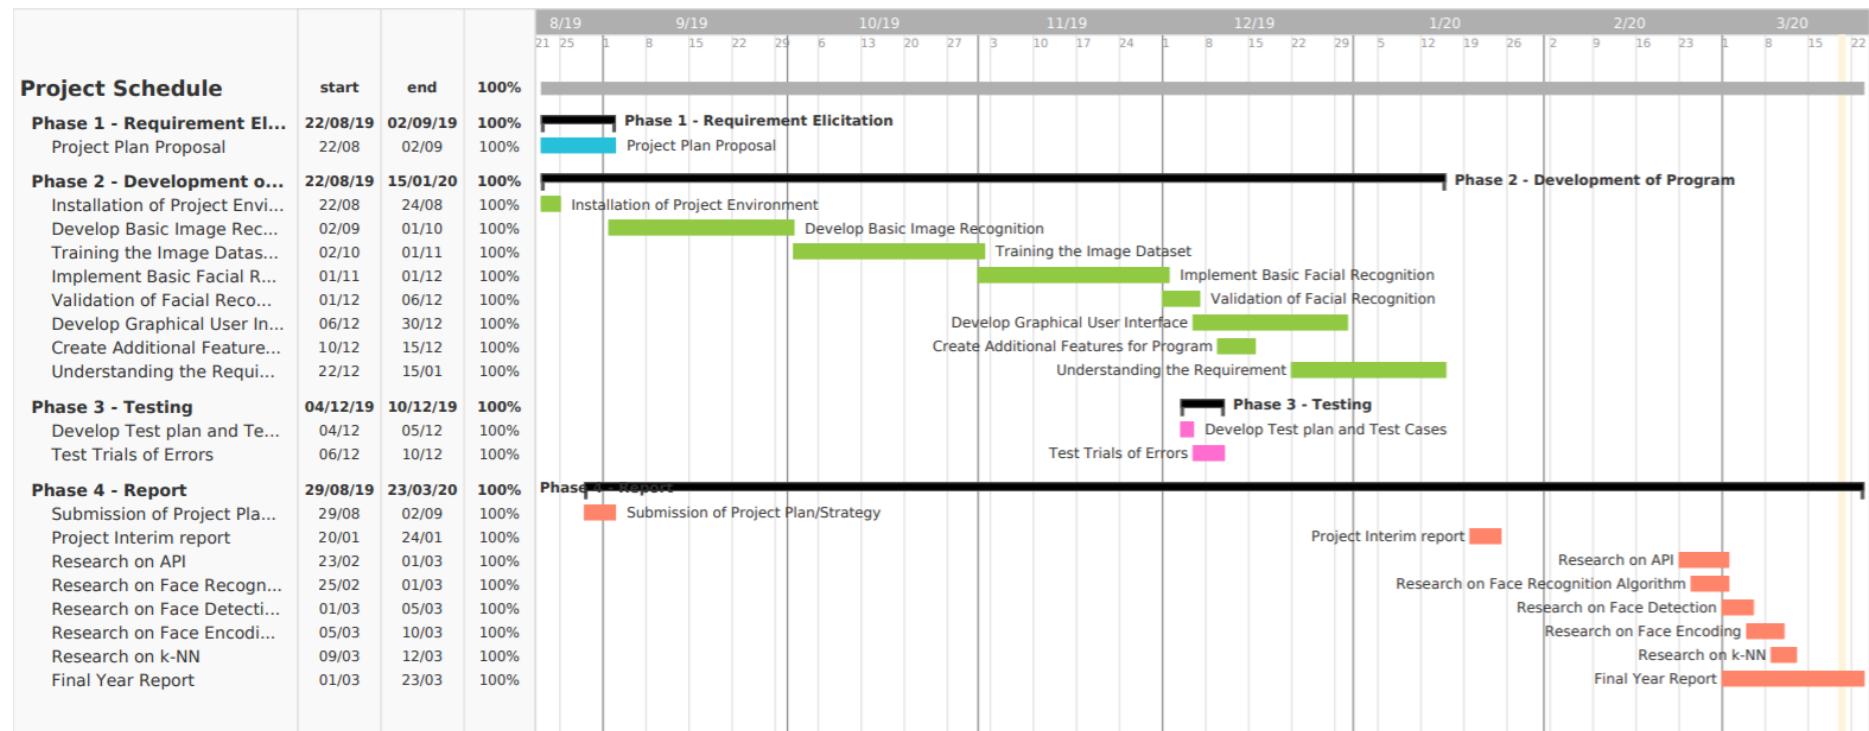 8/19 9/19 10/19 11/19 12/19 1/20 2/20 3/20
21 25 1 8 15 22 29 6 13 20 27 3 10 17 24 1 8 15 22 29 5 12 19 26 2 9 16 23 1 8 15 22
Project Schedule start end 100%
Phase 1 - Requirement El... 22/08/19 02/09/19 100% Phase 1 - Requirement Elicitation
Project Plan Proposal 22/08 02/09 100% Project Plan Proposal
Phase 2 - Development o... 22/08/19 15/01/20 100% Phase 2 - Development of Program
Installation of Project Envi... 22/08 24/08 100% Installation of Project Environment
Develop Basic Image Rec... 02/09 01/10 100% Develop Basic Image Recognition
Training the Image Datas... 02/10 01/11 100% Training the Image Dataset
Implement Basic Facial R... 01/11 01/12 100% Implement Basic Facial Recognition
Validation of Facial Reco... 01/12 06/12 100% Validation of Facial Recognition
Develop Graphical User In... 06/12 30/12 100% Develop Graphical User Interface
Create Additional Feature... 10/12 15/12 100% Create Additional Features for Program
Understanding the Requi... 22/12 15/01 100% Understanding the Requirement
Phase 3 - Testing 04/12/19 10/12/19 100% Phase 3 - Testing
Develop Test plan and Te... 04/12 05/12 100% Develop Test plan and Test Cases
Test Trials of Errors 06/12 10/12 100% Test Trials of Errors
Phase 4 - Report 29/08/19 23/03/20 100% Phase 4 - Report
Submission of Project Pla... 29/08 02/09 100% Submission of Project Plan/Strategy
Project Interim report 20/01 24/01 100% Project Interim report
Research on API 23/02 01/03 100% Research on API
Research on Face Recogn... 25/02 01/03 100% Research on Face Recognition Algorithm
Research on Face Detecti... 01/03 05/03 100% Research on Face Detection
Research on Face Encodi... 05/03 10/03 100% Research on Face Encoding
Research on k-NN 09/03 12/03 100% Research on k-NN
Final Year Report 01/03 23/03 100% Final Year Report